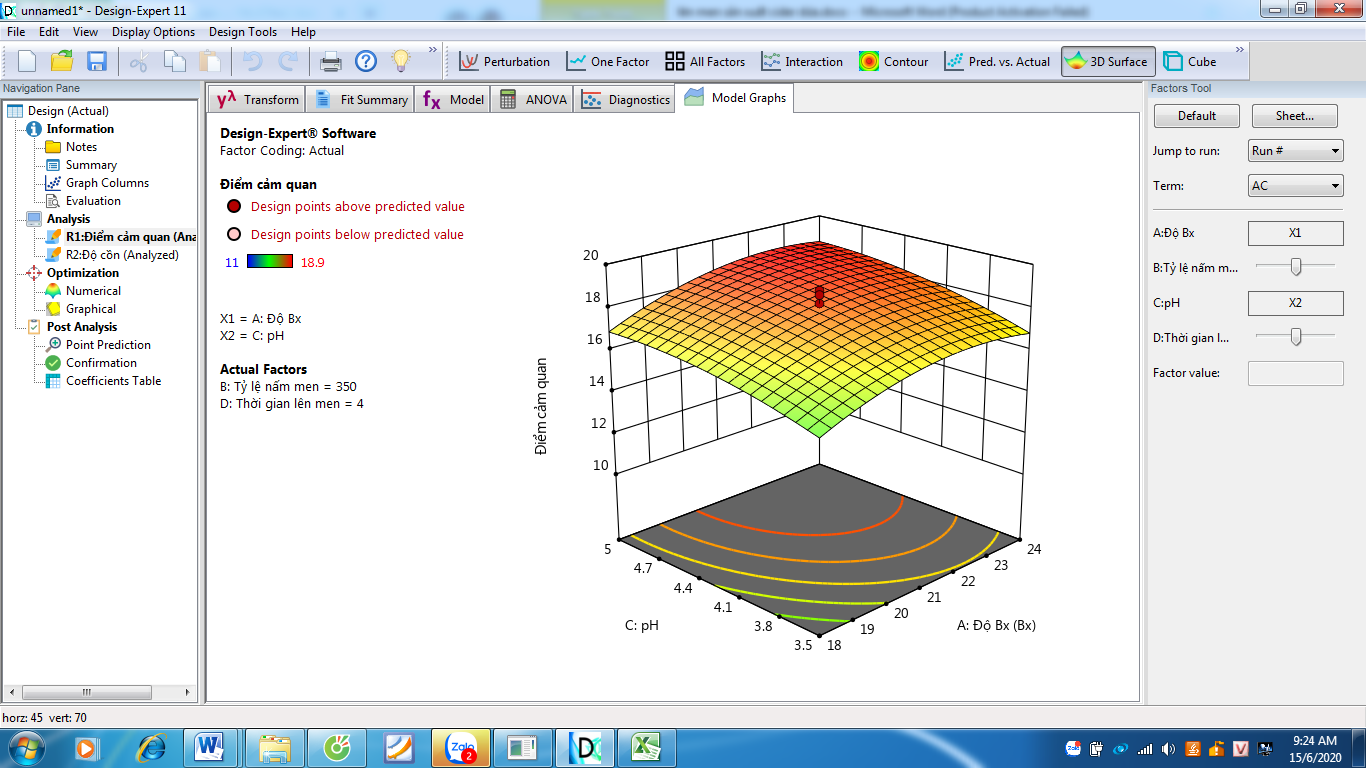 unnamed1* - Design-Expert 11
File Edit View Display Options Design Tools Help
Perturbation One Factor All Factors Interaction Contour Pred. vs. Actual 3D Surface Cube
Navigation Pane
Design (Actual)
Information
Notes
Summary
Graph Columns
Evaluation
Analysis
R1:Điểm cảm quan (Ana
R2:Độ cồn (Analyzed)
Optimization
Numerical
Graphical
Post Analysis
Point Prediction
Confirmation
Coefficients Table
yλ Transform Fit Summary fx Model ANOVA Diagnostics Model Graphs
Design-Expert® Software
Factor Coding: Actual
Điểm cảm quan
Design points above predicted value
Design points below predicted value
11 18.9
X1 = A: Độ Bx
X2 = C: pH
Actual Factors
B: Tỷ lệ nấm men = 350
D: Thời gian lên men = 4
20
18
16
14
12
10
Điểm cảm quan
5
4.7
4.4
4.1
3.8
3.5
C: pH
18
19
20
21
22
23
24
A: Độ Bx (Bx)
Factors Tool
Default Sheet...
Jump to run: Run #
Term: AC
A:Độ Bx X1
B:Tỷ lệ nấm m...
C:pH X2
D:Thời gian l...
Factor value:
horz: 45 vert: 70
Zalo
2
9:24 AM
15/6/2020